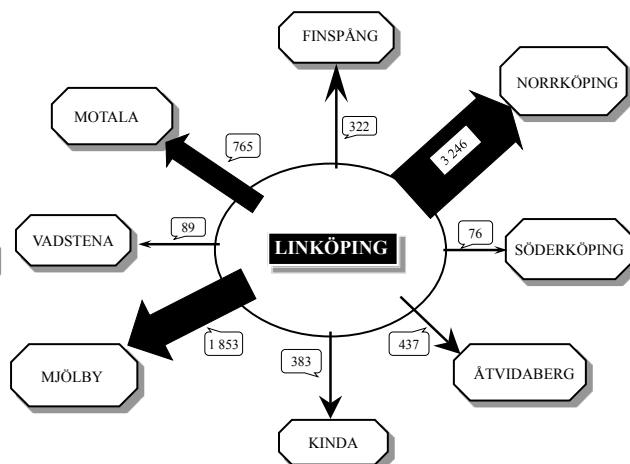 FINSPÅNG
NORRKÖPING
MOTALA
322
765
3 246
89
76
VADSTENA
LINKÖPING
SÖDERKÖPING
1 853
383
437
MJÖLBY
ÅTVIDABERG
KINDA